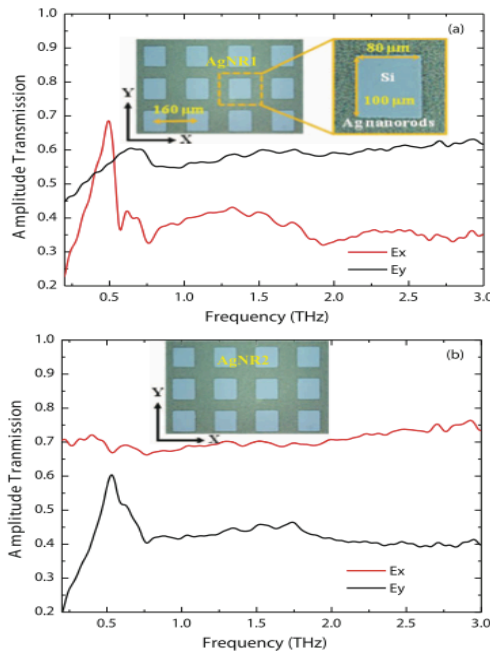 (a)
1.0
0.9
0.8
0.7
0.6
0.5
0.4
0.3
0.2
Amplitude Transmission
AgNR1
160 μm
Y
X
80 μm
Si
100 μm
Ag nanorods
Ex
Ey
0.5 1.0 1.5 2.0 2.5 3.0
Frequency (THz)
(b)
1.0
0.9
0.8
0.7
0.6
0.5
0.4
0.3
0.2
Amplitude Tranmission
AgNR2
Y
X
Ex
Ey
0.5 1.0 1.5 2.0 2.5 3.0
Frequency (THz)